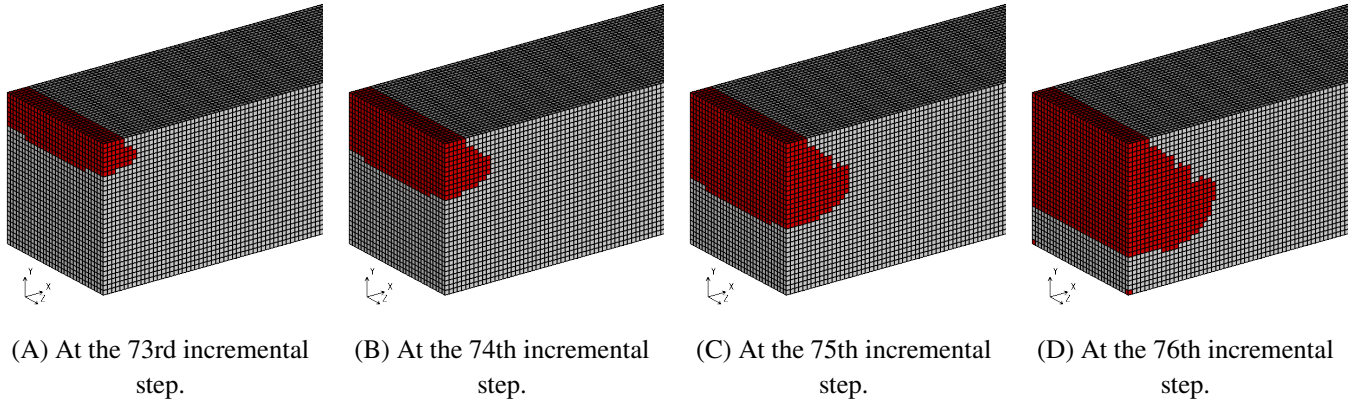 Y
X
Z
Y
X
Z
Y
X
Z
Y
X
Z
(A) At the 73rd incremental
step.
(B) At the 74th incremental
step.
(C) At the 75th incremental
step.
(D) At the 76th incremental
step.